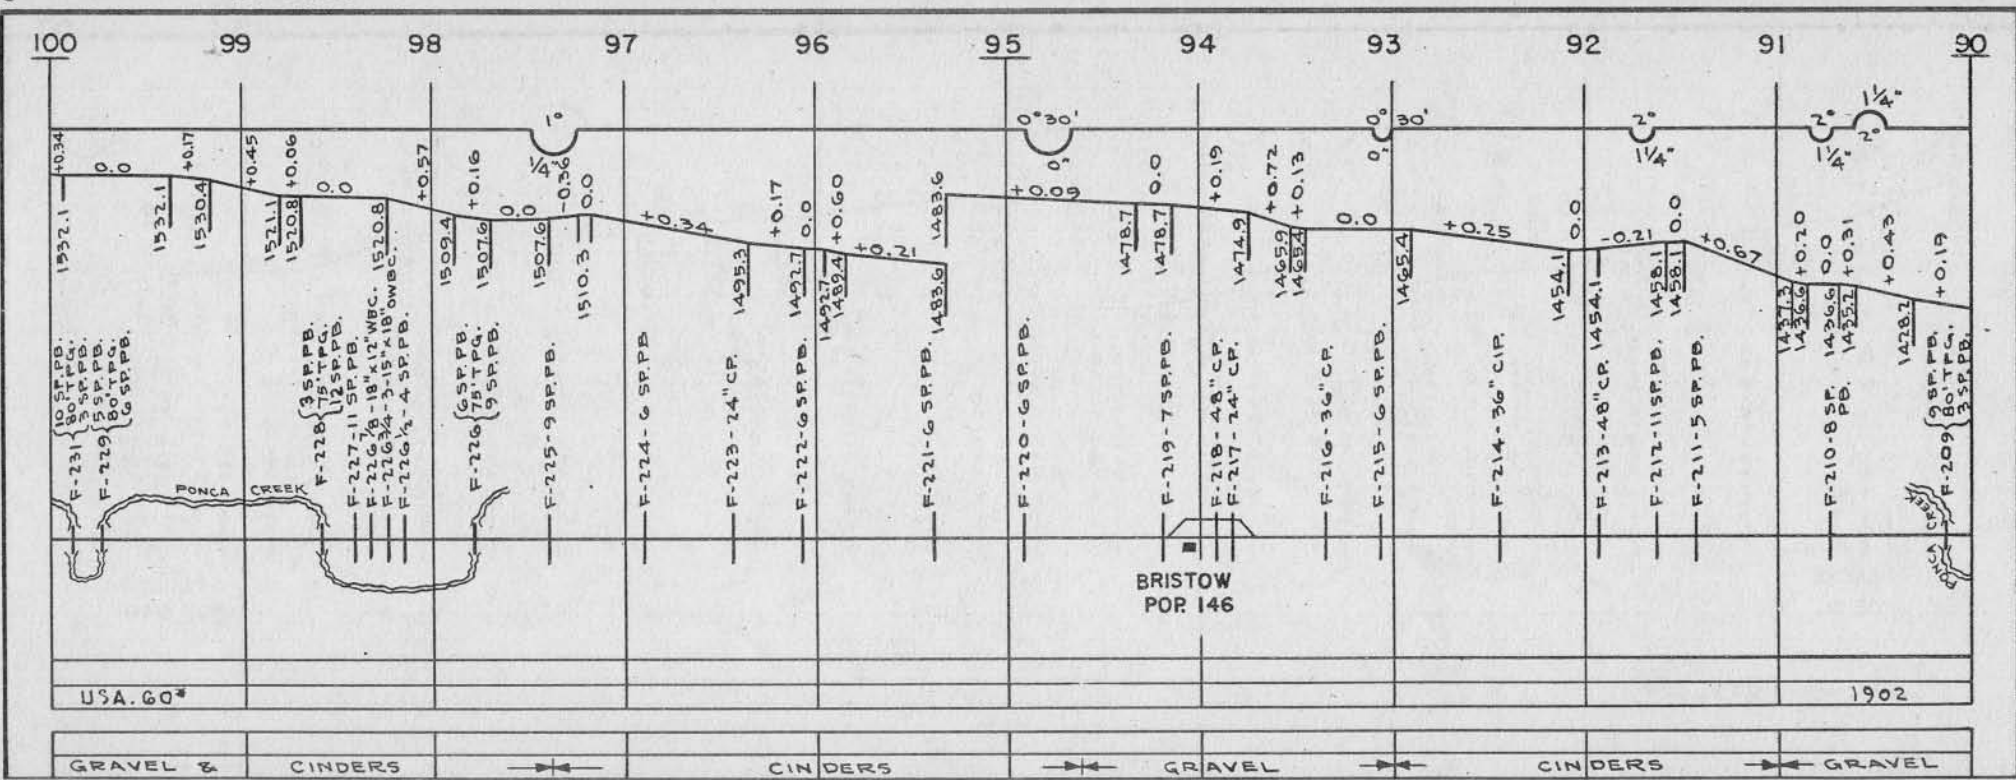 100 99 98 97 96 95 94 93 92 91 90
1° 0°30' 0° 30' 2° 2° 1¼"
¼" 0" 0" 1¼" 1¼" 2°
+0.34 0.0 +0.17 +0.45 +0.06 0.0 +0.57 +0.16 0.0 -0.36 0.0 +0.34 +0.17 0.0 +0.60 +0.21 +0.09 0.0 +0.19 +0.72 +0.13 0.0 +0.25 0.0 -0.21 0.0 +0.67 +0.20 0.0 +0.31 +0.43 +0.19
1532.1 1532.1 1530.4 1521.1 1520.8 1520.8 1509.4 1507.6 1507.6 1510.3 1495.3 1492.7 1492.7 1489.4 1483.6 1483.6 1478.7 1478.7 1474.9 1465.9 1465.4 1465.4 1454.1 1454.1 1458.1 1458.1 1437.3 1436.6 1436.6 1435.2 1428.2
F-231 {10 SP. PB. 80' TPG. 3 SP. PB.
F-229 {5 SP. PB. 80' TPG. 6 SP. PB.
F-228 {3 SP. PB. 75' TPG. 12 SP. PB.
F-227-11 SP. PB.
F-226⅞-18"x12" WBC.
F-226¾-3-15"x18" OWBC.
F-226½-4 SP. PB.
F-226 {6 SP. PB. 75' TPG. 9 SP. PB.
F-225-9 SP. PB.
F-224-6 SP. PB.
F-223-24" CP.
F-222-6 SP. PB.
F-221-6 SP. PB.
F-220-6 SP. PB.
F-219-7 SP. PB.
F-218-48" CP.
F-217-24" CP.
F-216-36" CP.
F-215-6 SP. PB.
F-214-36" CIP.
F-213-48" CP.
F-212-11 SP. PB.
F-211-5 SP. PB.
F-210-8 SP. PB.
F-209 {9 SP. PB. 80' TPG. 3 SP. PB.
PONCA CREEK
PONCA CREEK
BRISTOW
POP. 146
USA. 60# 1902
GRAVEL & CINDERS CINDERS GRAVEL CINDERS GRAVEL